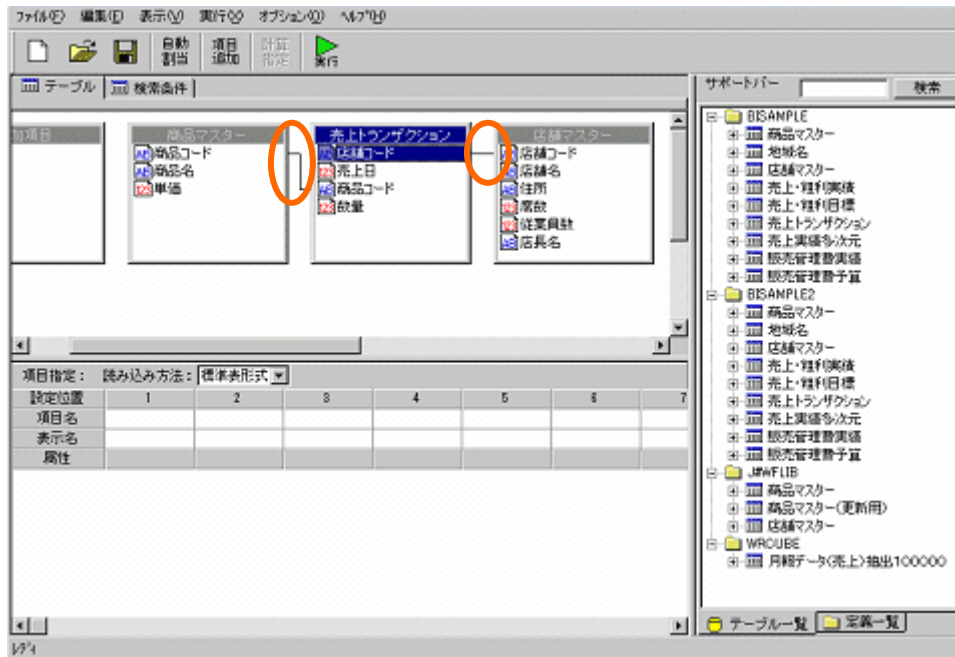 ファイル(F) 編集(E) 表示(V) 実行(X) オプション(O) ヘルプ(H)
自動割当 項目追加 計算指定 実行
テーブル 検索条件
サポートバー 検索
加項目 商品マスター 売上トランザクション 店舗マスター
商品コード 店舗コード 店舗コード
商品名 売上日 店舗名
単価 商品コード 住所
数量 席数
従業員数
店長名
項目指定： 読み込み方法： 標準表形式
設定位置 1 2 3 4 5 6 7
項目名
表示名
属性
BISAMPLE
商品マスター
地域名
店舗マスター
売上・粗利実績
売上・粗利目標
売上トランザクション
売上実績多次元
販売管理費実績
販売管理費予算
BISAMPLE2
商品マスター
地域名
店舗マスター
売上・粗利実績
売上・粗利目標
売上トランザクション
売上実績多次元
販売管理費実績
販売管理費予算
J#WFLIB
商品マスター
商品マスター(更新用)
店舗マスター
WRCUBE
月報データ(売上)抽出100000
テーブル一覧 定義一覧
レディ